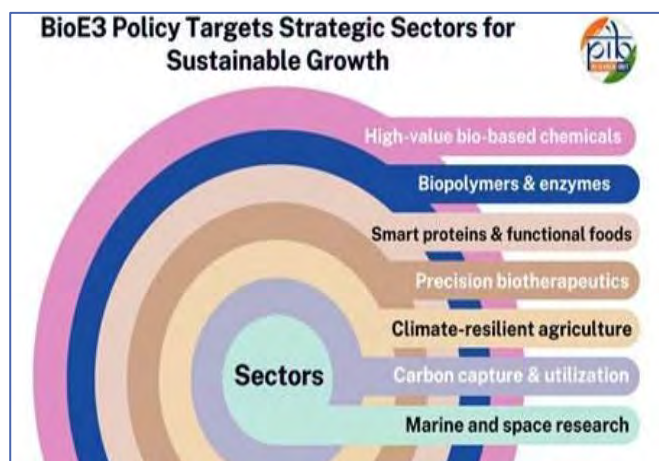 BioE3 Policy Targets Strategic Sectors for
Sustainable Growth
pib
High-value bio-based chemicals
Biopolymers & enzymes
Smart proteins & functional foods
Precision biotherapeutics
Climate-resilient agriculture
Carbon capture & utilization
Marine and space research
Sectors